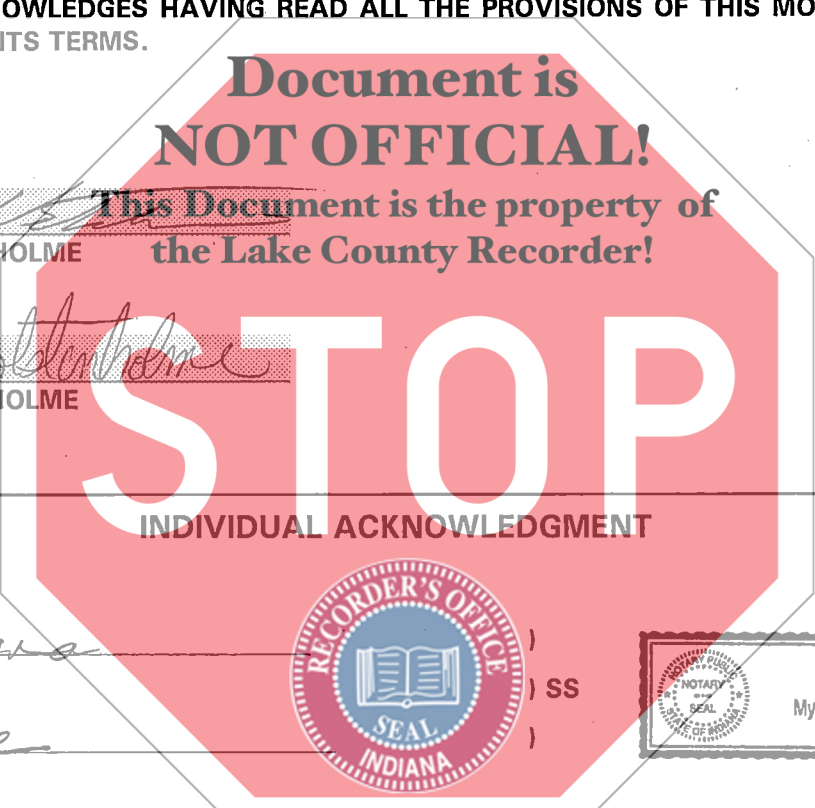 OWLEDGES HAVING READ ALL THE PROVISIONS OF THIS MO
ITS TERMS.
Document is
NOT OFFICIAL!
This Document is the property of
the Lake County Recorder!
HOLME
HOLME
STOP
INDIVIDUAL ACKNOWLEDGMENT
)
) SS
)
RECORDER'S OFFICE
SEAL
INDIANA
NOTARY PUBLIC
NOTARY
SEAL
STATE OF INDIANA
My